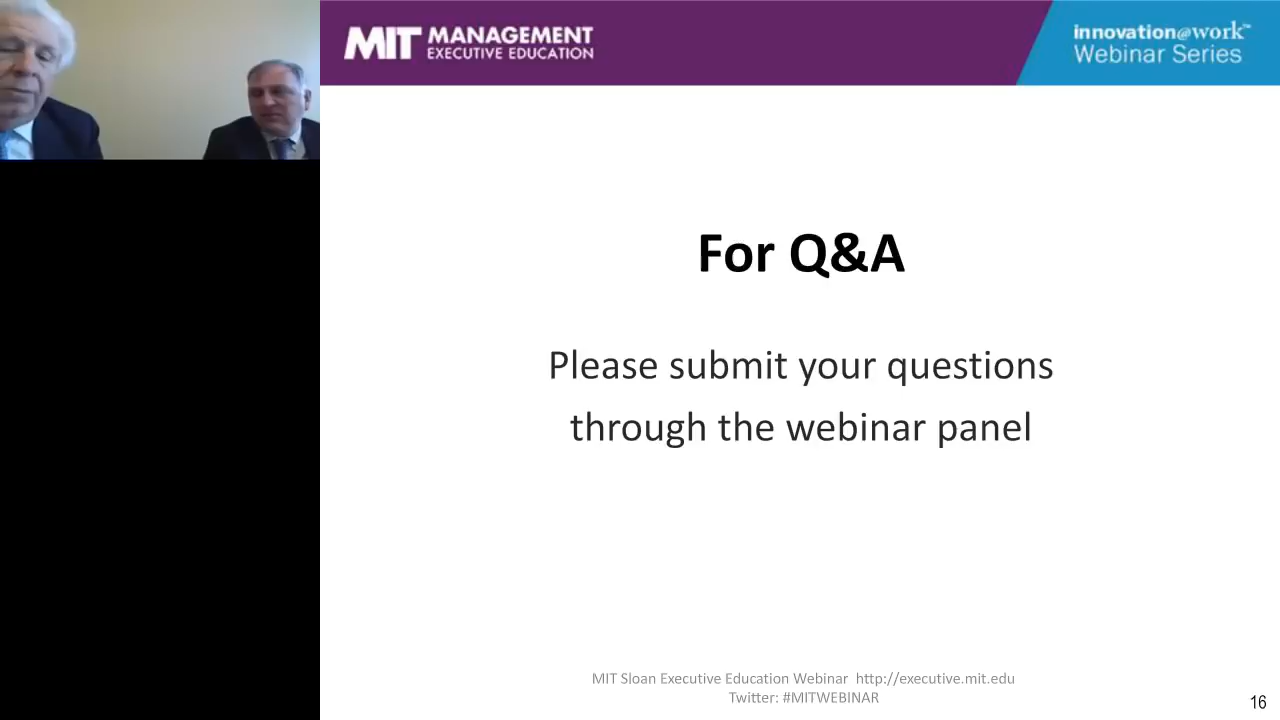 MIT MANAGEMENT
EXECUTIVE EDUCATION
innovation@work™
Webinar Series
For Q&A
Please submit your questions
through the webinar panel
MIT Sloan Executive Education Webinar http://executive.mit.edu
Twitter: #MITWEBINAR
16